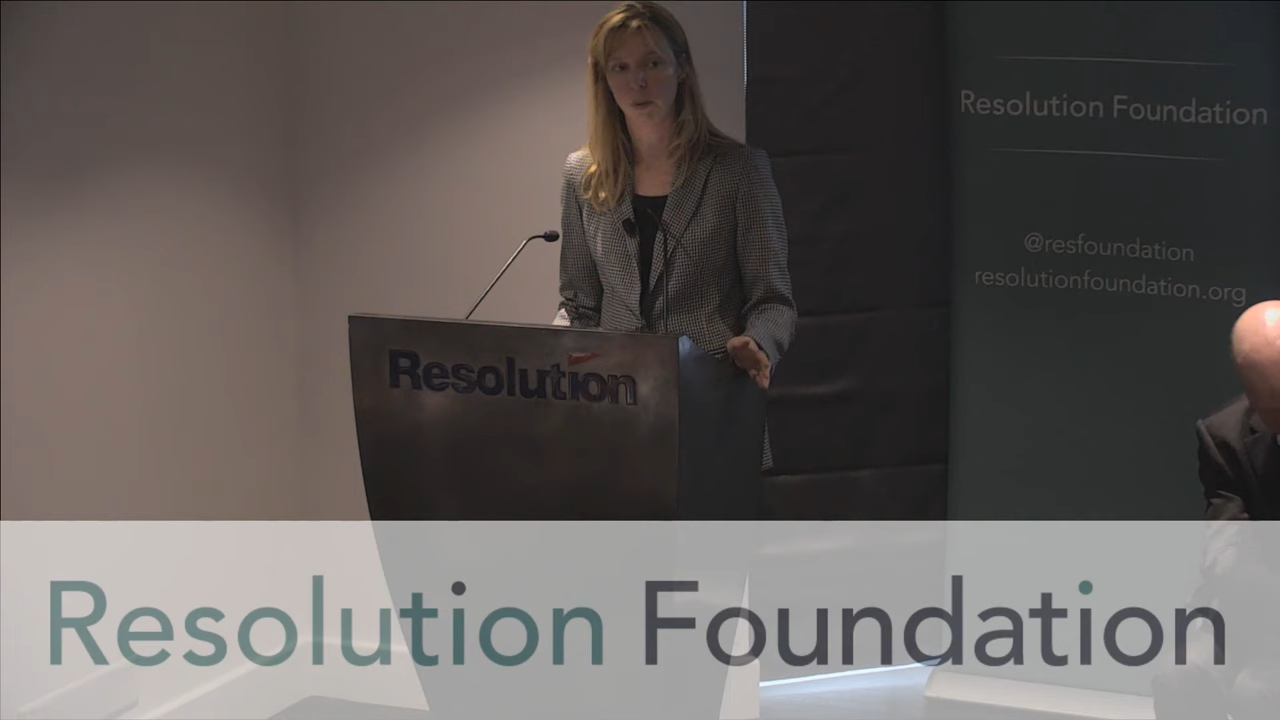 Resolution Foundation
@resfoundation
resolutionfoundation.org
Resolution
Resolution Foundation